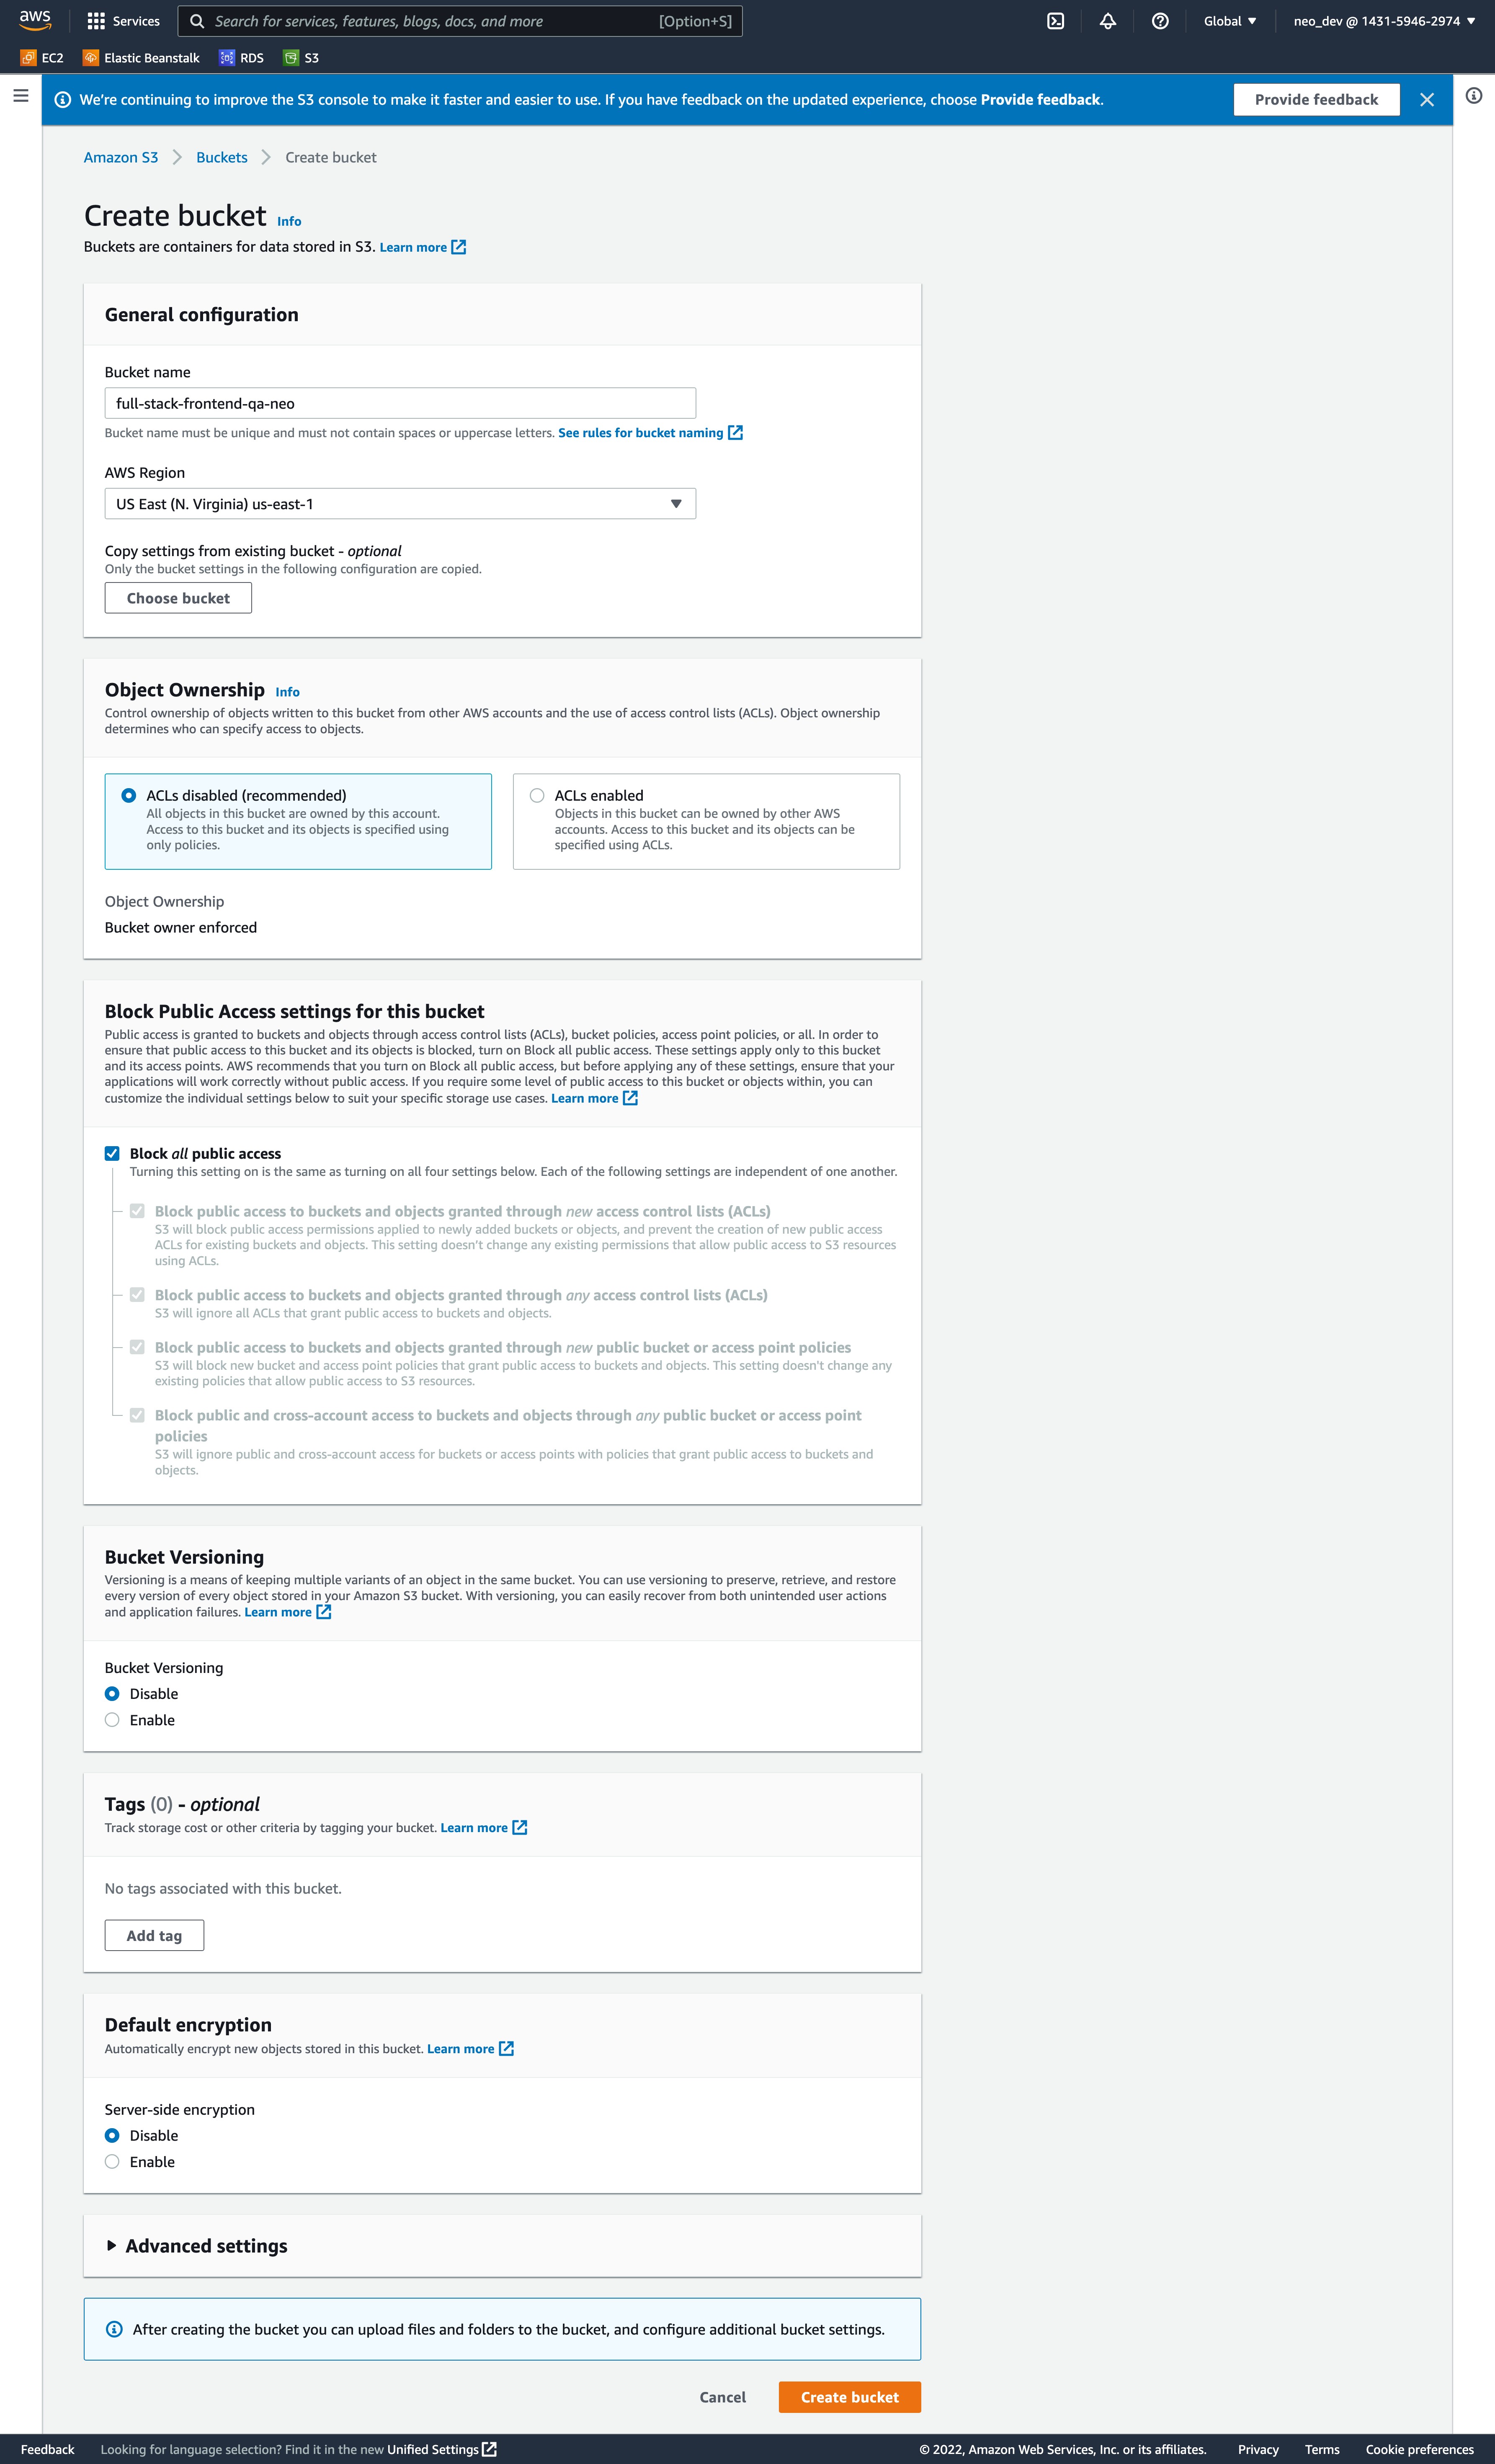 aws Services Search for services, features, blogs, docs, and more [Option+S] Global neo_dev @ 1431-5946-2974
EC2 Elastic Beanstalk RDS S3
We're continuing to improve the S3 console to make it faster and easier to use. If you have feedback on the updated experience, choose Provide feedback. Provide feedback
Amazon S3 Buckets Create bucket
Create bucket Info
Buckets are containers for data stored in S3. Learn more
General configuration
Bucket name
full-stack-frontend-qa-neo
Bucket name must be unique and must not contain spaces or uppercase letters. See rules for bucket naming
AWS Region
US East (N. Virginia) us-east-1
Copy settings from existing bucket - optional
Only the bucket settings in the following configuration are copied.
Choose bucket
Object Ownership Info
Control ownership of objects written to this bucket from other AWS accounts and the use of access control lists (ACLs). Object ownership
determines who can specify access to objects.
ACLs disabled (recommended)
All objects in this bucket are owned by this account.
Access to this bucket and its objects is specified using
only policies.
ACLs enabled
Objects in this bucket can be owned by other AWS
accounts. Access to this bucket and its objects can be
specified using ACLs.
Object Ownership
Bucket owner enforced
Block Public Access settings for this bucket
Public access is granted to buckets and objects through access control lists (ACLs), bucket policies, access point policies, or all. In order to
ensure that public access to this bucket and its objects is blocked, turn on Block all public access. These settings apply only to this bucket
and its access points. AWS recommends that you turn on Block all public access, but before applying any of these settings, ensure that your
applications will work correctly without public access. If you require some level of public access to this bucket or objects within, you can
customize the individual settings below to suit your specific storage use cases. Learn more
Block all public access
Turning this setting on is the same as turning on all four settings below. Each of the following settings are independent of one another.
Block public access to buckets and objects granted through new access control lists (ACLs)
S3 will block public access permissions applied to newly added buckets or objects, and prevent the creation of new public access
ACLs for existing buckets and objects. This setting doesn't change any existing permissions that allow public access to S3 resources
using ACLs.
Block public access to buckets and objects granted through any access control lists (ACLs)
S3 will ignore all ACLs that grant public access to buckets and objects.
Block public access to buckets and objects granted through new public bucket or access point policies
S3 will block new bucket and access point policies that grant public access to buckets and objects. This setting doesn't change any
existing policies that allow public access to S3 resources.
Block public and cross-account access to buckets and objects through any public bucket or access point
policies
S3 will ignore public and cross-account access for buckets or access points with policies that grant public access to buckets and
objects.
Bucket Versioning
Versioning is a means of keeping multiple variants of an object in the same bucket. You can use versioning to preserve, retrieve, and restore
every version of every object stored in your Amazon S3 bucket. With versioning, you can easily recover from both unintended user actions
and application failures. Learn more
Bucket Versioning
Disable
Enable
Tags (0) - optional
Track storage cost or other criteria by tagging your bucket. Learn more
No tags associated with this bucket.
Add tag
Default encryption
Automatically encrypt new objects stored in this bucket. Learn more
Server-side encryption
Disable
Enable
Advanced settings
After creating the bucket you can upload files and folders to the bucket, and configure additional bucket settings.
Cancel Create bucket
Feedback Looking for language selection? Find it in the new Unified Settings © 2022, Amazon Web Services, Inc. or its affiliates. Privacy Terms Cookie preferences